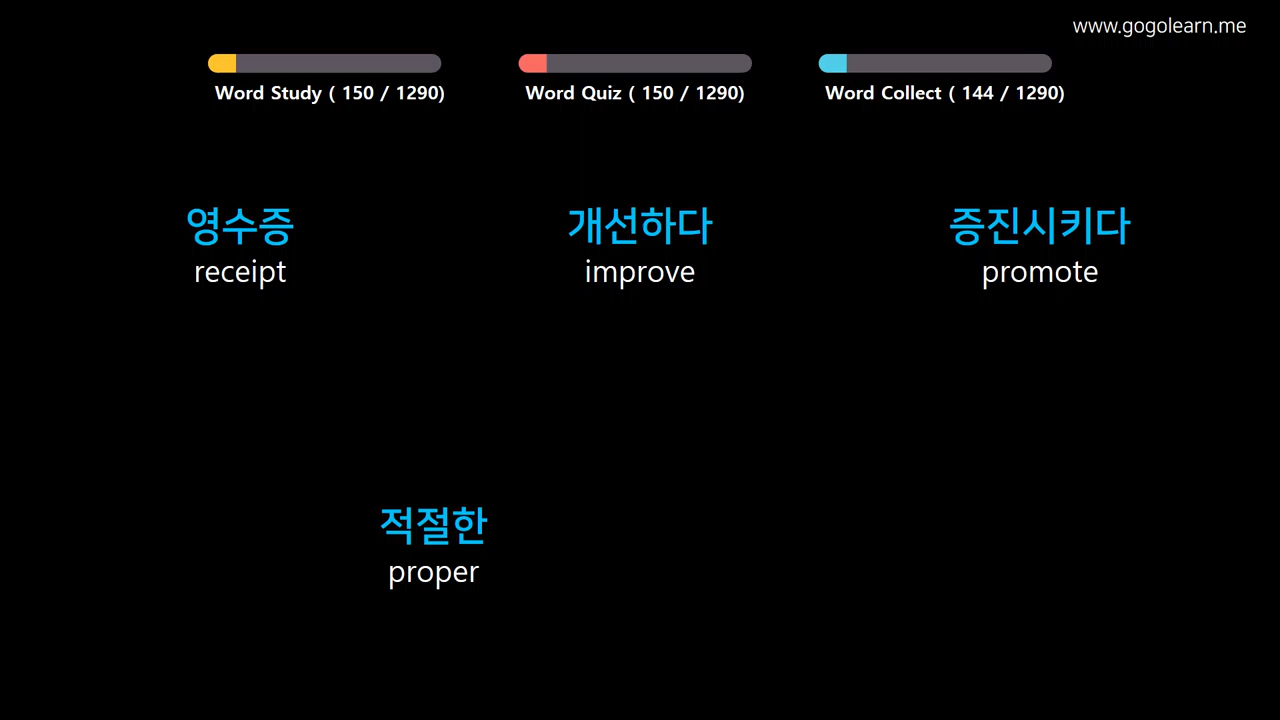 www.gogolearn.me
Word Study ( 150 / 1290)
Word Quiz ( 150 / 1290)
Word Collect ( 144 / 1290)
영수증
receipt
개선하다
improve
증진시키다
promote
적절한
proper